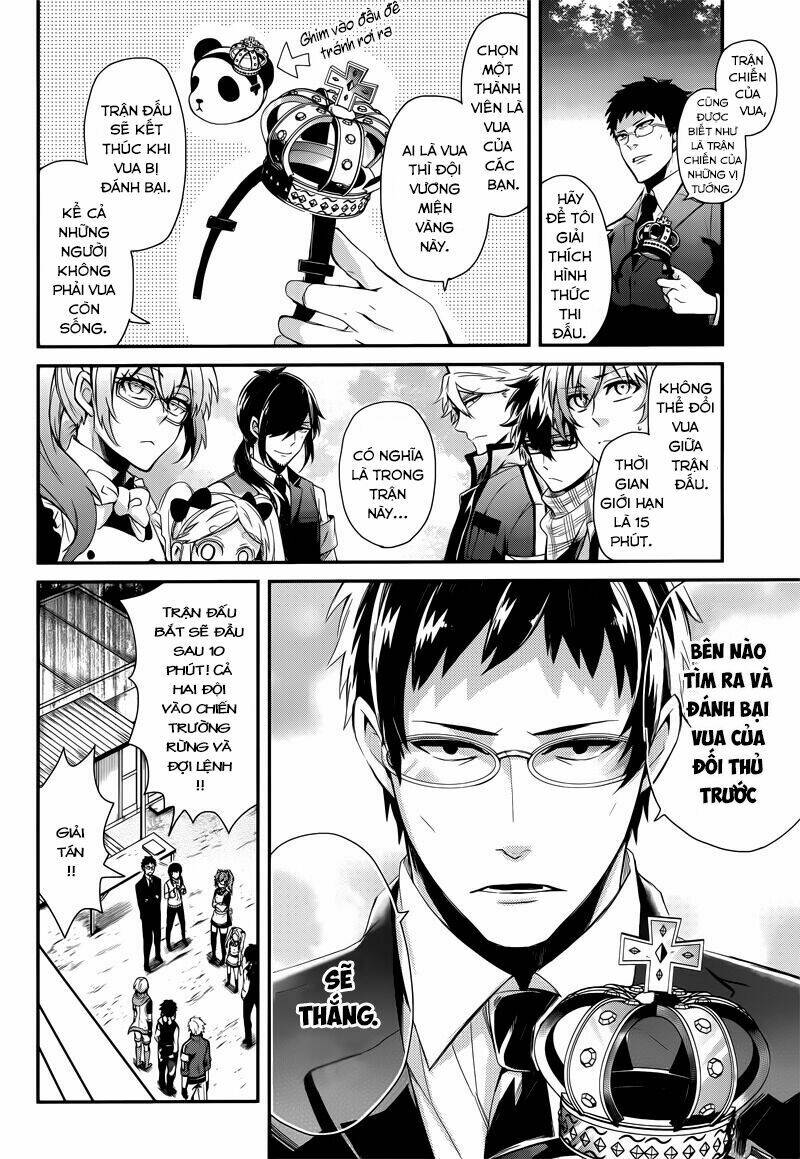 TRẬN
CHIẾN
CỦA
VUA,
CŨNG
ĐƯỢC
BIẾT NHƯ
LÀ TRẬN
CHIẾN CỦA
NHỮNG VỊ
TƯỚNG.
HÃY
ĐỂ TÔI
GIẢI
THÍCH
HÌNH
THỨC
THI
ĐẤU.
CHỌN
MỘT
THÀNH
VIÊN LÀ
VUA
CỦA
CÁC
BẠN.
AI LÀ VUA
THÌ ĐỘI
VƯƠNG
MIỆN
VÀNG
NÀY.
Ghim vào đầu để
tránh rơi ra
TRẬN ĐẤU
SẼ KẾT
THÚC KHI
VUA BỊ
ĐÁNH BẠI.
KỂ CẢ
NHỮNG
NGƯỜI
KHÔNG
PHẢI VUA
CÒN
SỐNG.
KHÔNG
THỂ ĐỔI
VUA
GIỮA
TRẬN
ĐẤU.
THỜI
GIAN
GIỚI HẠN
LÀ 15
PHÚT.
CÓ NGHĨA
LÀ TRONG
TRẬN
NÀY...
BÊN NÀO
TÌM RA VÀ
ĐÁNH BẠI
VUA CỦA
ĐỐI THỦ
TRƯỚC
SẼ
THẮNG.
TRẬN ĐẤU
BẮT SẼ ĐẦU
SAU 10
PHÚT! CẢ
HAI ĐỘI
VÀO CHIẾN
TRƯỜNG
RỪNG VÀ
ĐỢI LỆNH
!!
GIẢI
TÁN
!!